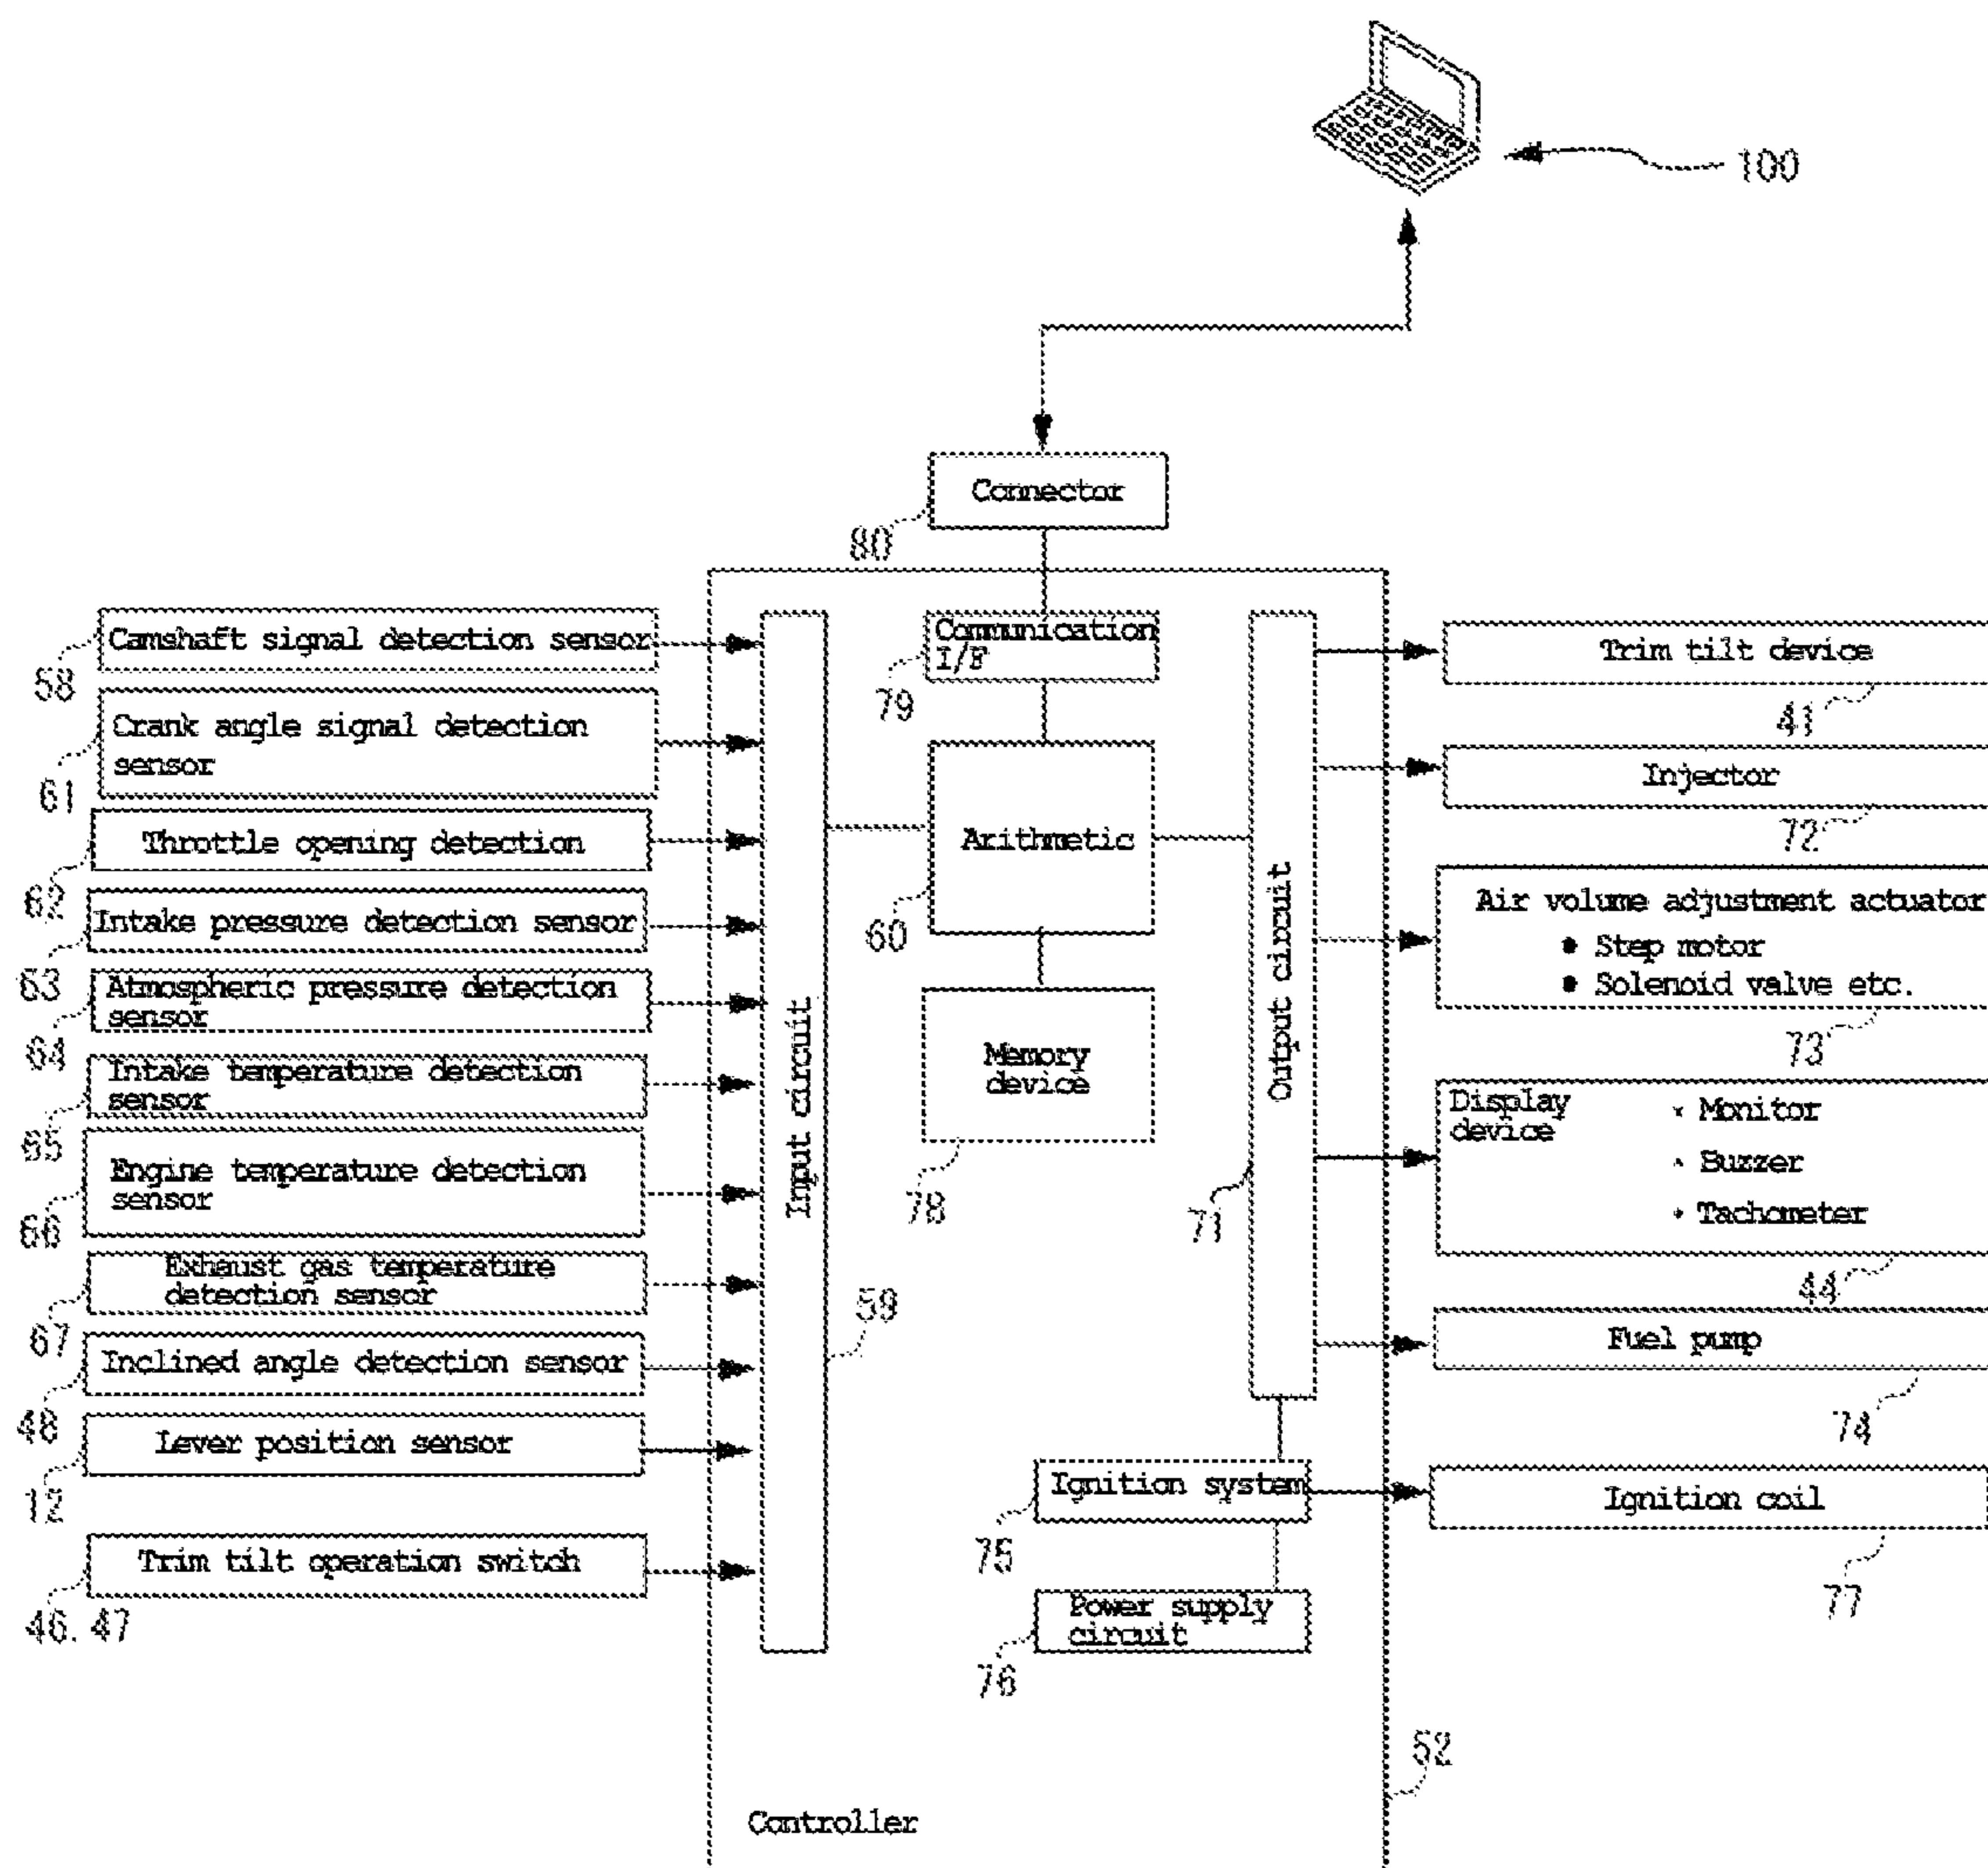 100
Connector
80
Camshaft signal detection sensor
58
Crank angle signal detection
sensor
61
Throttle opening detection
62
Intake pressure detection sensor
63
Atmospheric pressure detection
sensor
64
Intake temperature detection
sensor
65
Engine temperature detection
sensor
66
Exhaust gas temperature
detection sensor
67
Inclined angle detection sensor
48
Lever position sensor
12
Trim tilt operation switch
46.47
Input circuit
59
Communication
I/F
79
Arithmetic
60
Memory
device
78
Output circuit
71
Ignition system
75
Power supply
circuit
76
Controller
52
Trim tilt device
41
Injector
72
Air volume adjustment actuator
• Step motor
• Solenoid valve etc.
73
Display
device
• Monitor
• Buzzer
• Tachometer
44
Fuel pump
74
Ignition coil
77